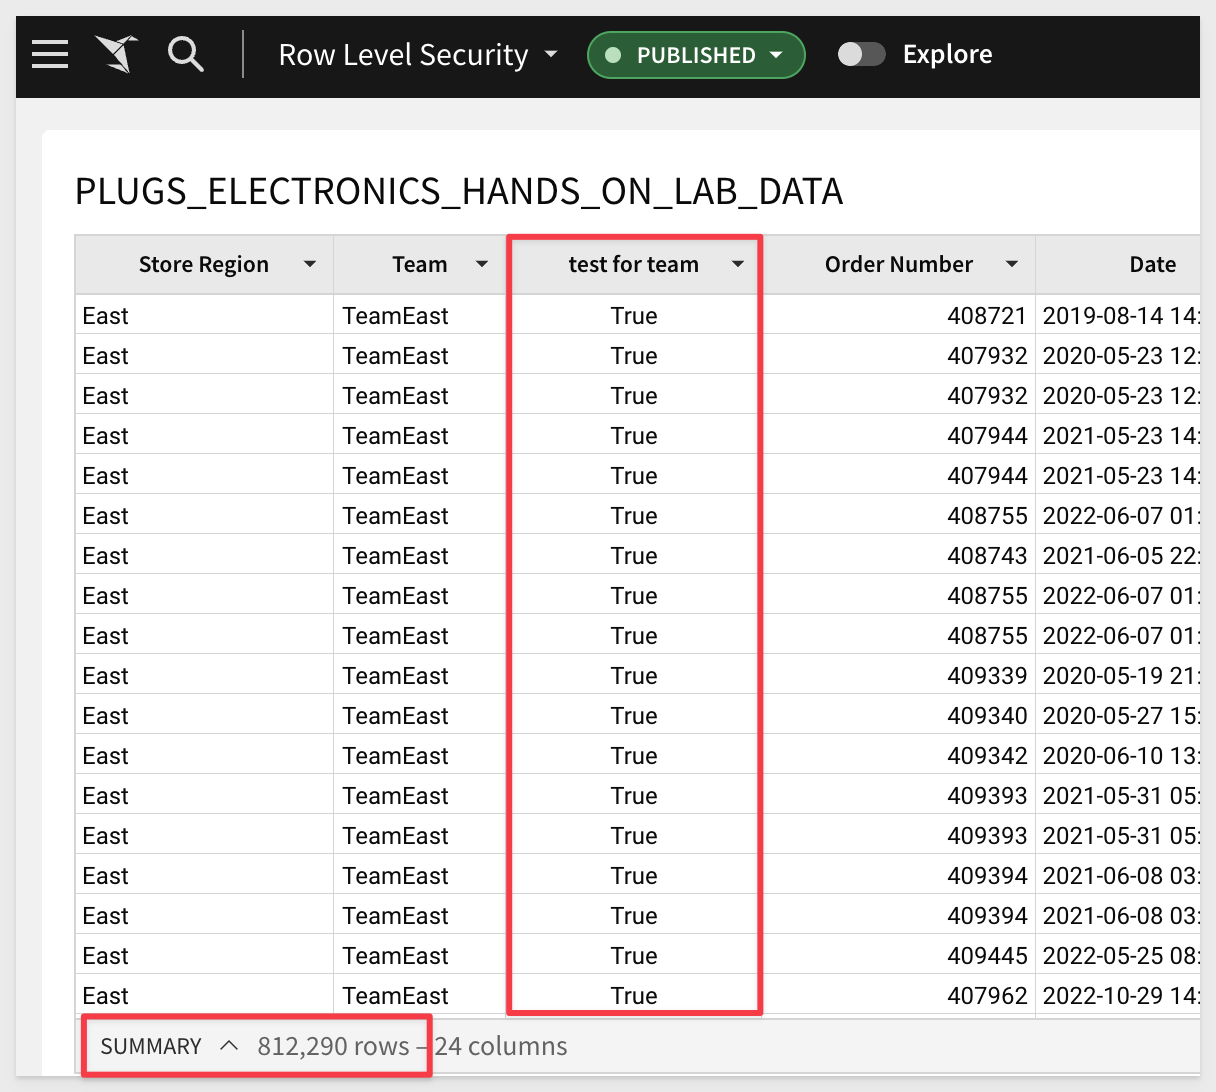 Row Level Security PUBLISHED Explore
PLUGS_ELECTRONICS_HANDS_ON_LAB_DATA
Store Region Team test for team Order Number Date
East TeamEast True 408721 2019-08-14 14:
East TeamEast True 407932 2020-05-23 12:
East TeamEast True 407932 2020-05-23 12:
East TeamEast True 407944 2021-05-23 14:
East TeamEast True 407944 2021-05-23 14:
East TeamEast True 408755 2022-06-07 01:
East TeamEast True 408743 2021-06-05 22:
East TeamEast True 408755 2022-06-07 01:
East TeamEast True 408755 2022-06-07 01:
East TeamEast True 409339 2020-05-19 21:
East TeamEast True 409340 2020-05-27 15:
East TeamEast True 409342 2020-06-10 13:
East TeamEast True 409393 2021-05-31 05:
East TeamEast True 409393 2021-05-31 05:
East TeamEast True 409394 2021-06-08 03:
East TeamEast True 409394 2021-06-08 03:
East TeamEast True 409445 2022-05-25 08:
East TeamEast True 407962 2022-10-29 14:
SUMMARY 812,290 rows – 24 columns